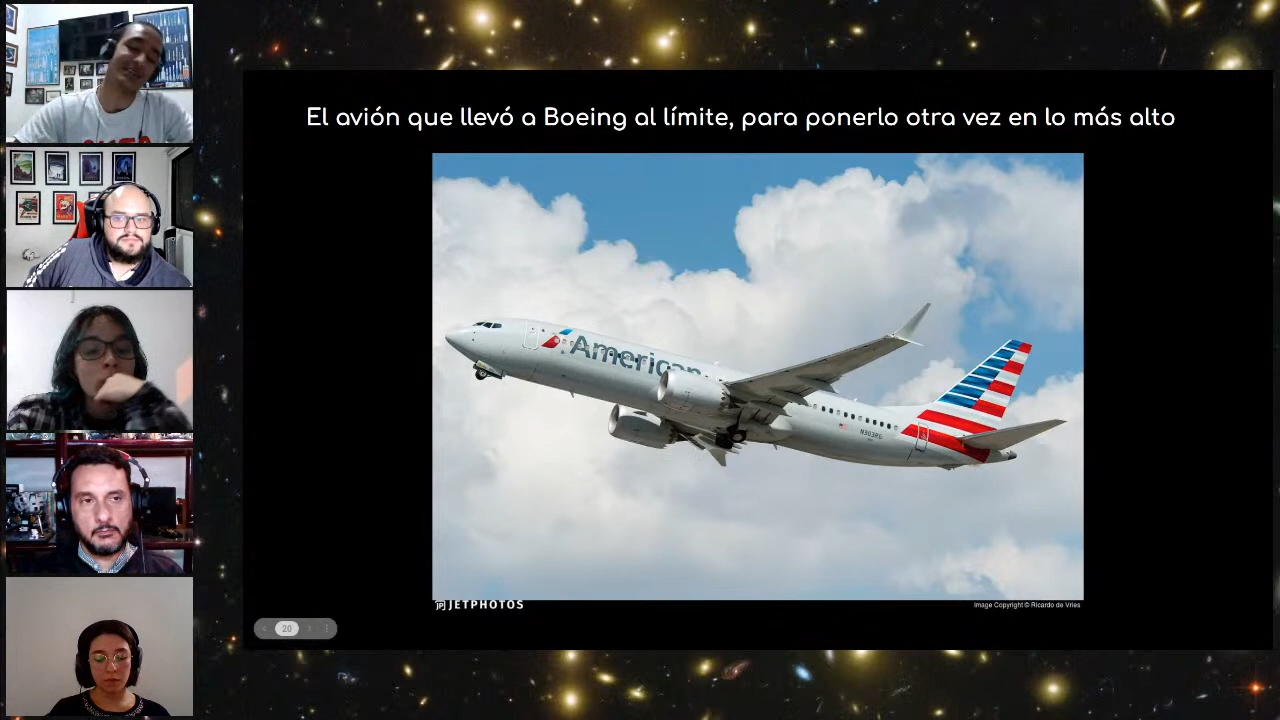 El avión que llevó a Boeing al límite, para ponerlo otra vez en lo más alto
American
N303RG
JETPHOTOS
Image Copyright © Ricardo de Vries
20